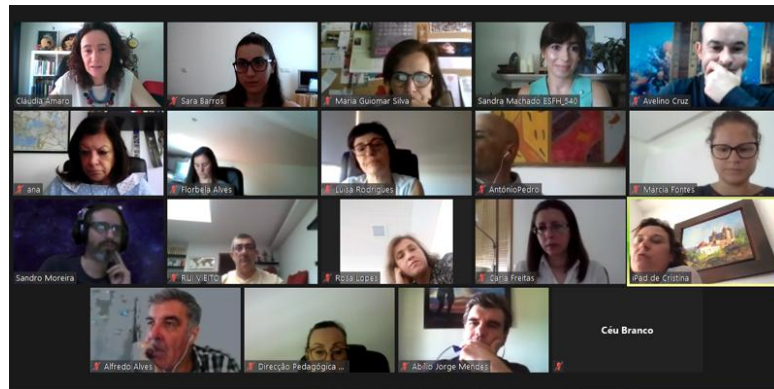 Cláudia Amaro
Sara Barros
Maria Guiomar Silva
Sandra Machado ESFH_540
Avelino Cruz
ana
Florbela Alves
Luísa Rodrigues
AntónioPedro
Márcia Fontes
Sandro Moreira
RUI VIEITO
Rosa Lopes
Carla Freitas
iPad de Cristina
Alfredo Alves
Direcção Pedagógica ...
Abílio Jorge Mendes
Céu Branco